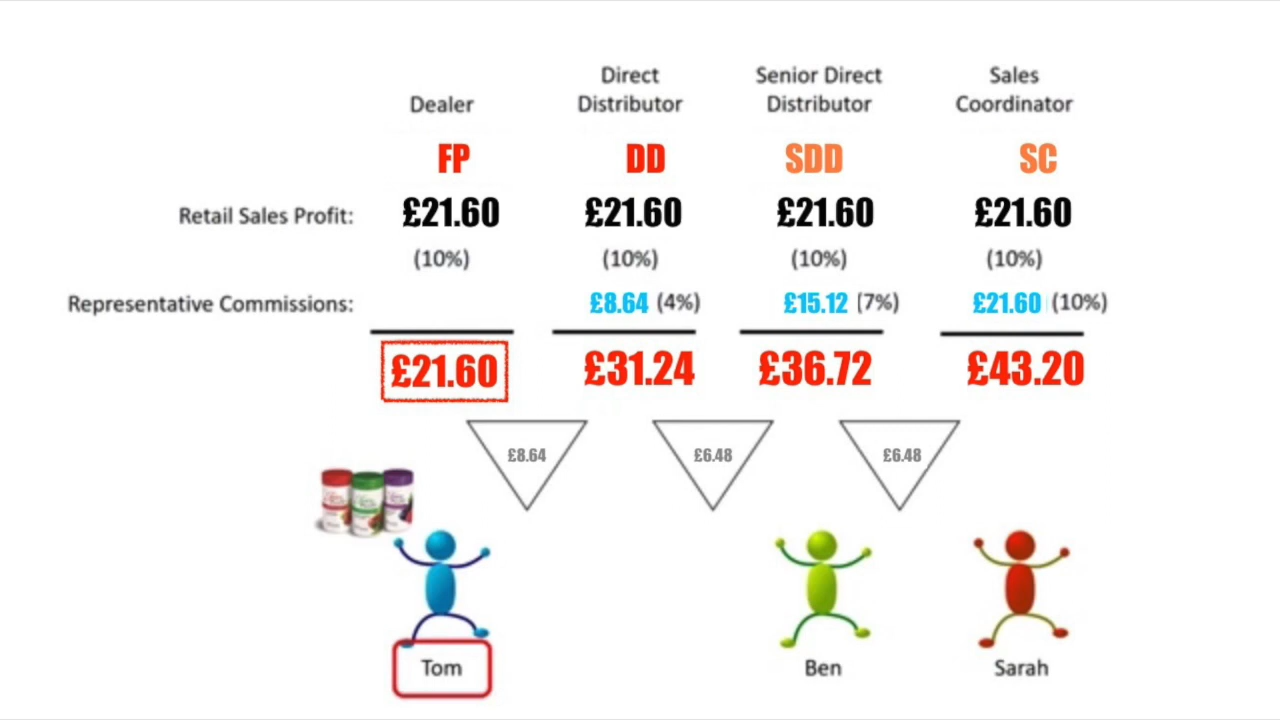 Dealer
Direct
Distributor
Senior Direct
Distributor
Sales
Coordinator
FP DD SDD SC
Retail Sales Profit: £21.60 £21.60 £21.60 £21.60
(10%) (10%) (10%) (10%)
Representative Commissions: £8.64 (4%) £15.12 (7%) £21.60 (10%)
£21.60 £31.24 £36.72 £43.20
£8.64 £6.48 £6.48
Tom Ben Sarah